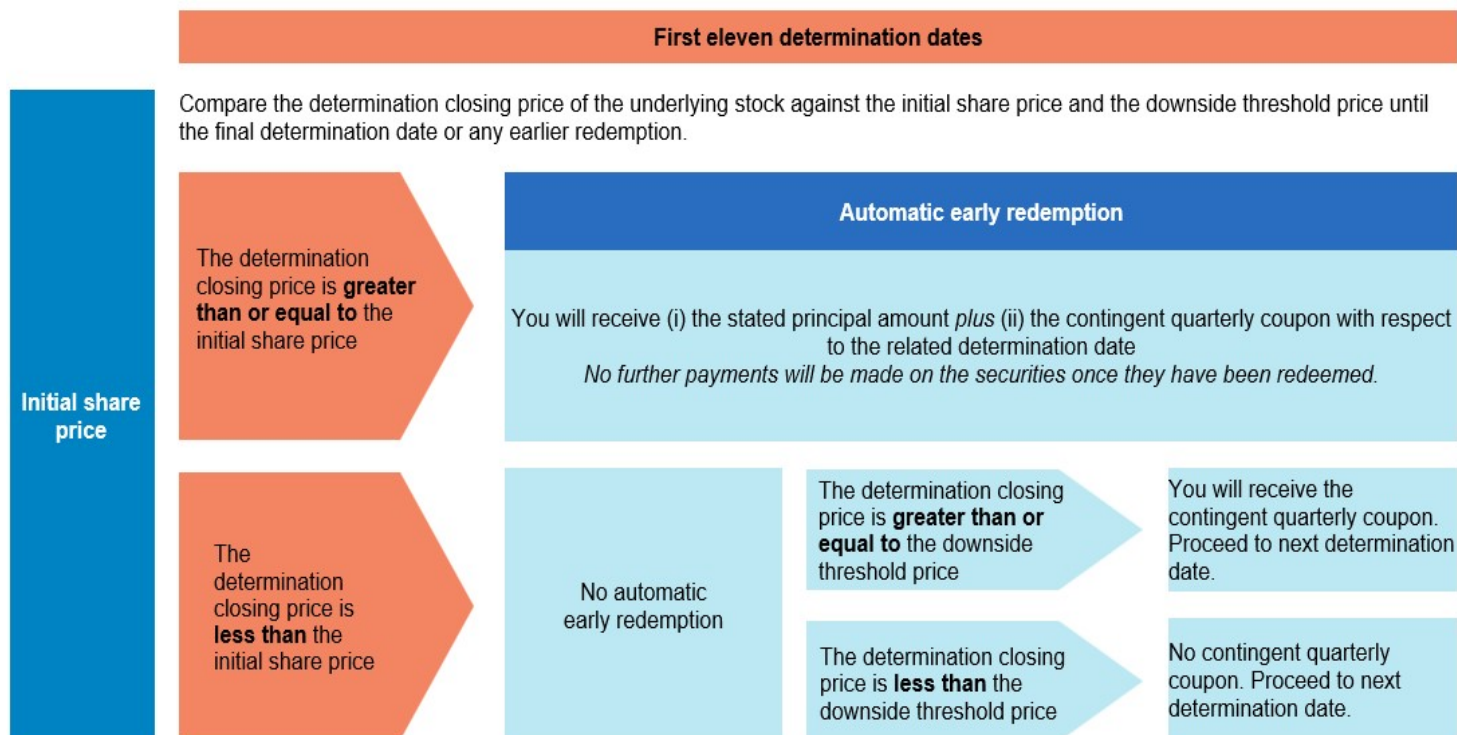 First eleven determination dates
Compare the determination closing price of the underlying stock against the initial share price and the downside threshold price until
the final determination date or any earlier redemption.
Initial share
price
The determination
closing price is greater
than or equal to the
initial share price
Automatic early redemption
You will receive (i) the stated principal amount plus (ii) the contingent quarterly coupon with respect
to the related determination date
No further payments will be made on the securities once they have been redeemed.
The
determination
closing price is
less than the
initial share price
No automatic
early redemption
The determination closing
price is greater than or
equal to the downside
threshold price
You will receive the
contingent quarterly coupon.
Proceed to next determination
date.
The determination closing
price is less than the
downside threshold price
No contingent quarterly
coupon. Proceed to next
determination date.